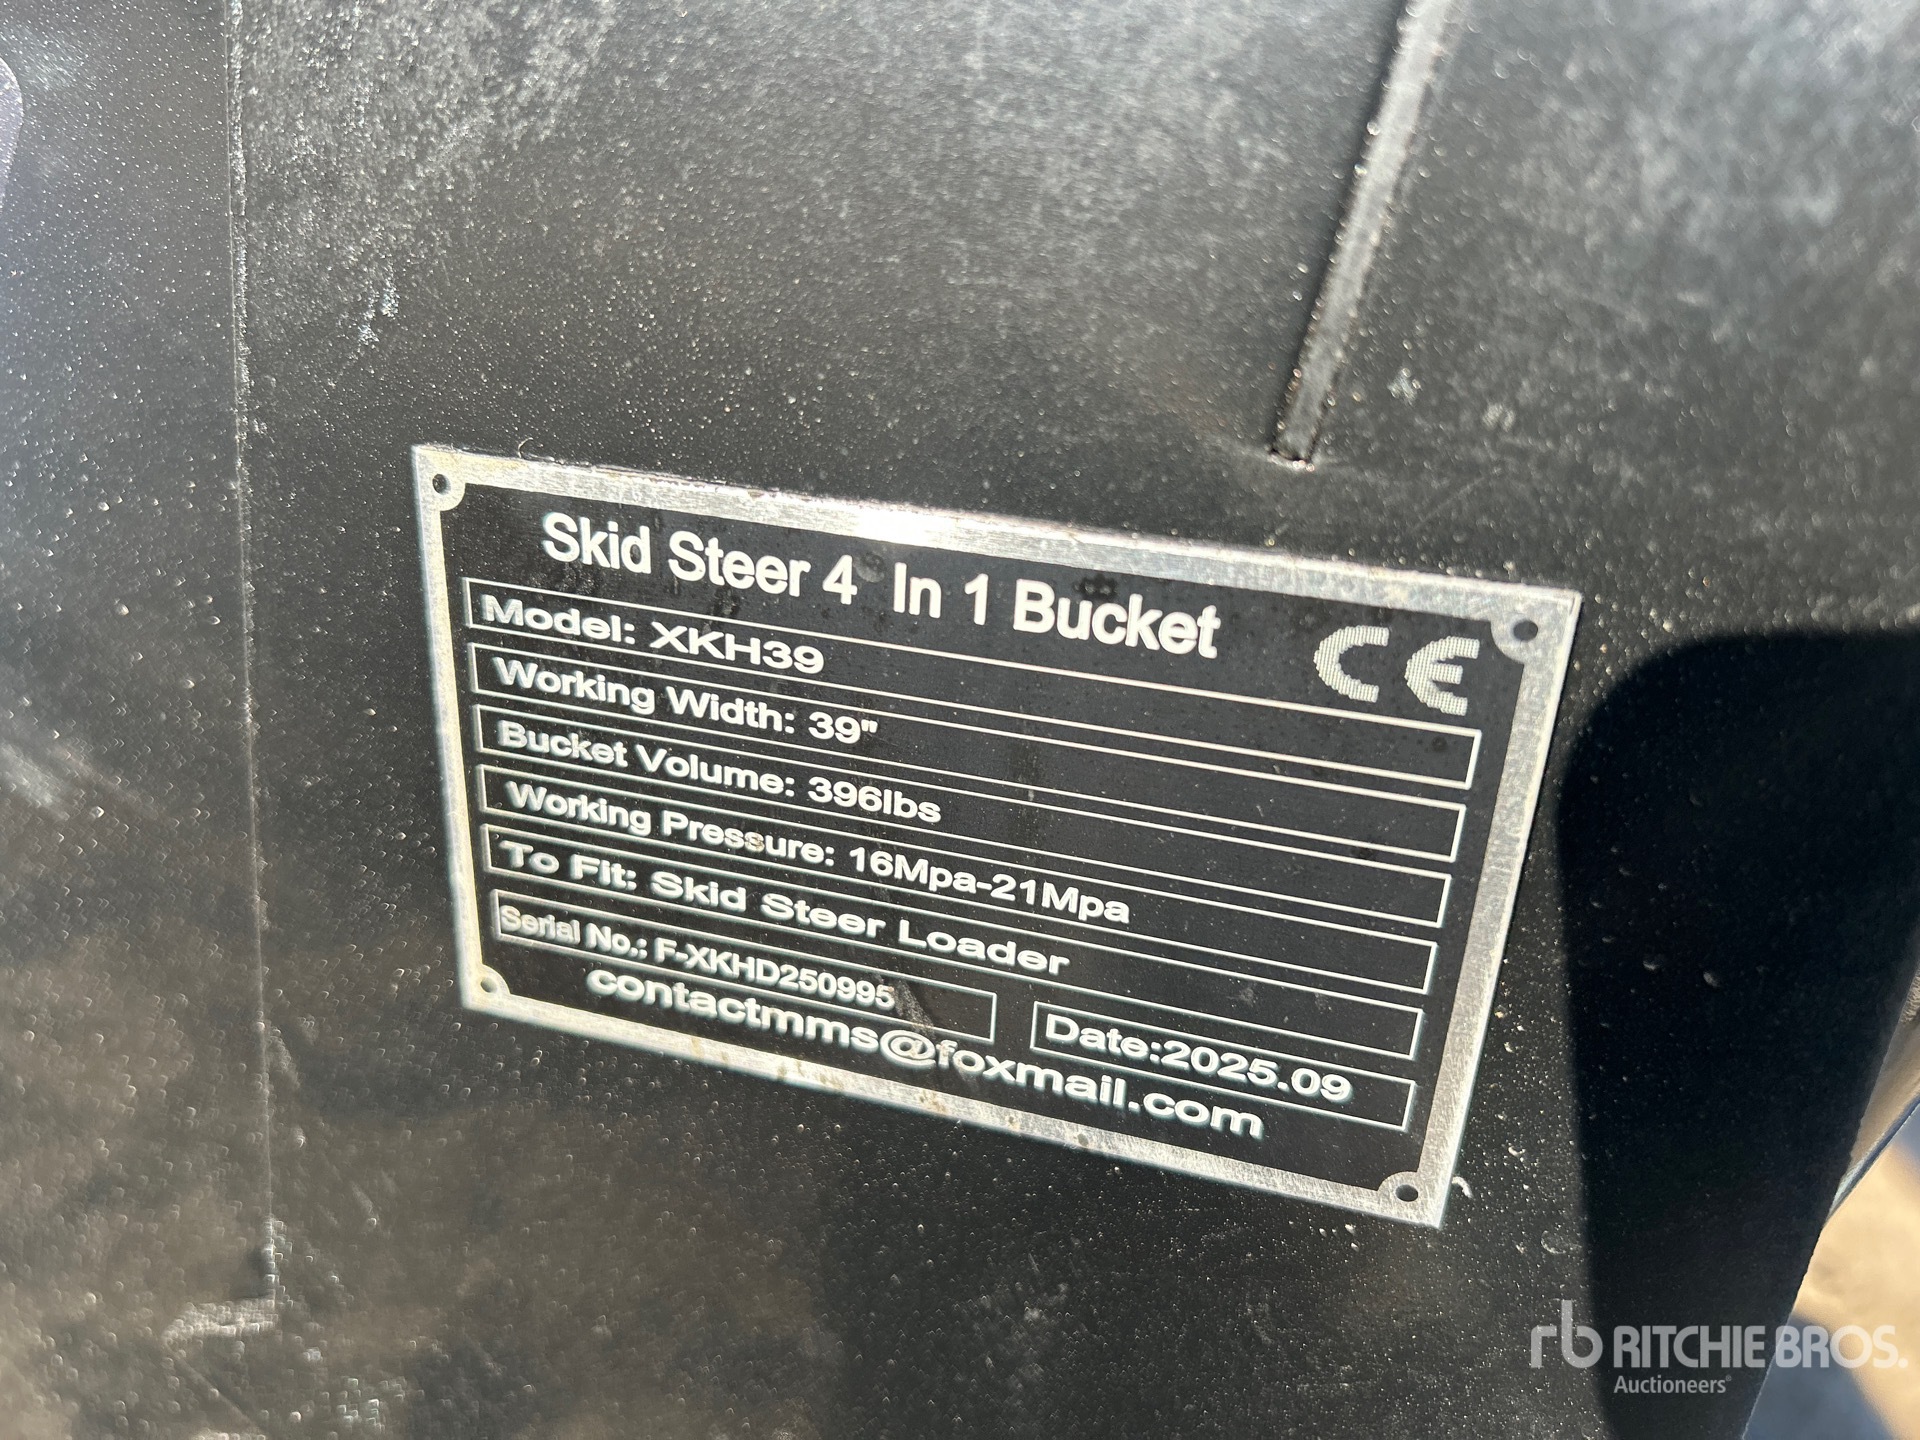 Skid Steer 4 In 1 Bucket
CE
Model: XKH39
Working Width: 39"
Bucket Volume: 396lbs
Working Pressure: 16Mpa-21Mpa
To Fit: Skid Steer Loader
Serial No.: F-XKHD250995
Date:2025.09
contactmms@foxmail.com
rb RITCHIE BROS.
Auctioneers